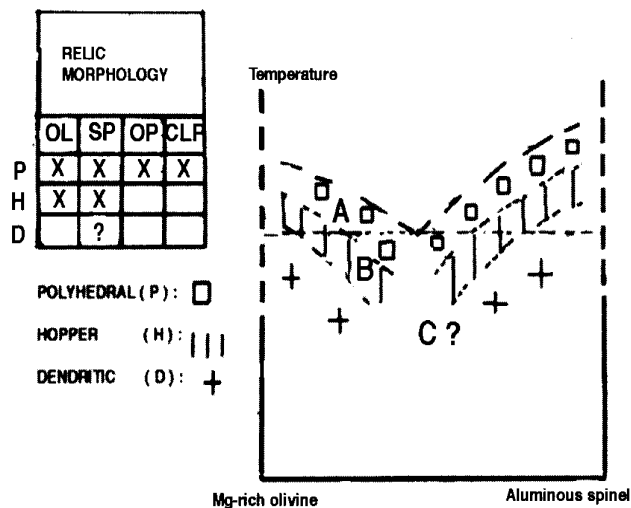 RELIC
MORPHOLOGY
OL SP OP CLP
P X X X X
H X X
D ?
POLYHEDRAL (P) :
HOPPER (H) :
DENDRITIC (D) :
Temperature
A
B
C ?
Mg-rich olivine
Aluminous spinel